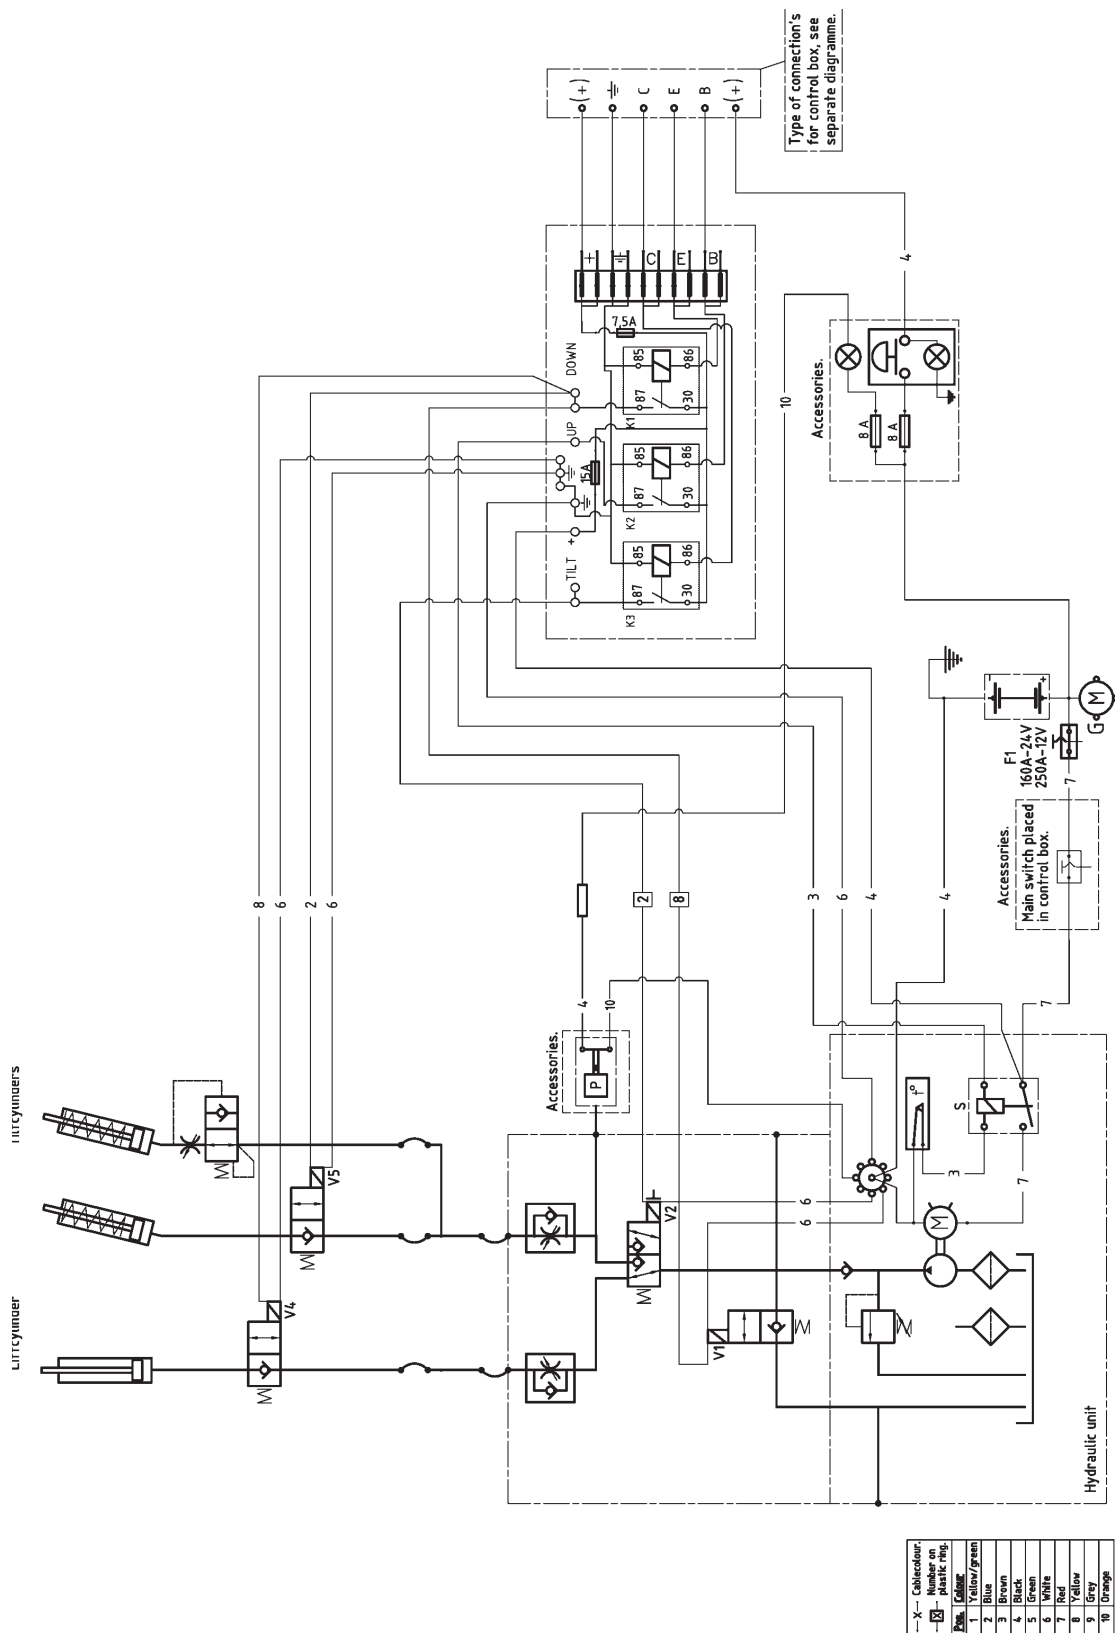 Type of connection's
for control box, see
separate diagramme.
(+)
C
E
B
(+)
+
C
E
B
7,5A
DOWN
UP
15A
+
TILT
85
86
87
30
K1
85
86
87
30
K2
85
86
87
30
K3
4
10
Accessories.
8 A
8 A
-
+
F1
160A-24V
250A-12V
G
M
7
Accessories.
Main switch placed
in control box.
8
6
2
6
2
8
3
6
4
4
4
10
7
Accessories.
P
t°
S
3
7
6
6
M
V5
V4
V2
V1
Hydraulic unit
X Cablecolour.
X Number on
plastic ring.
Pos. Colour
1 Yellow/green
2 Blue
3 Brown
4 Black
5 Green
6 White
7 Red
8 Yellow
9 Grey
10 Orange